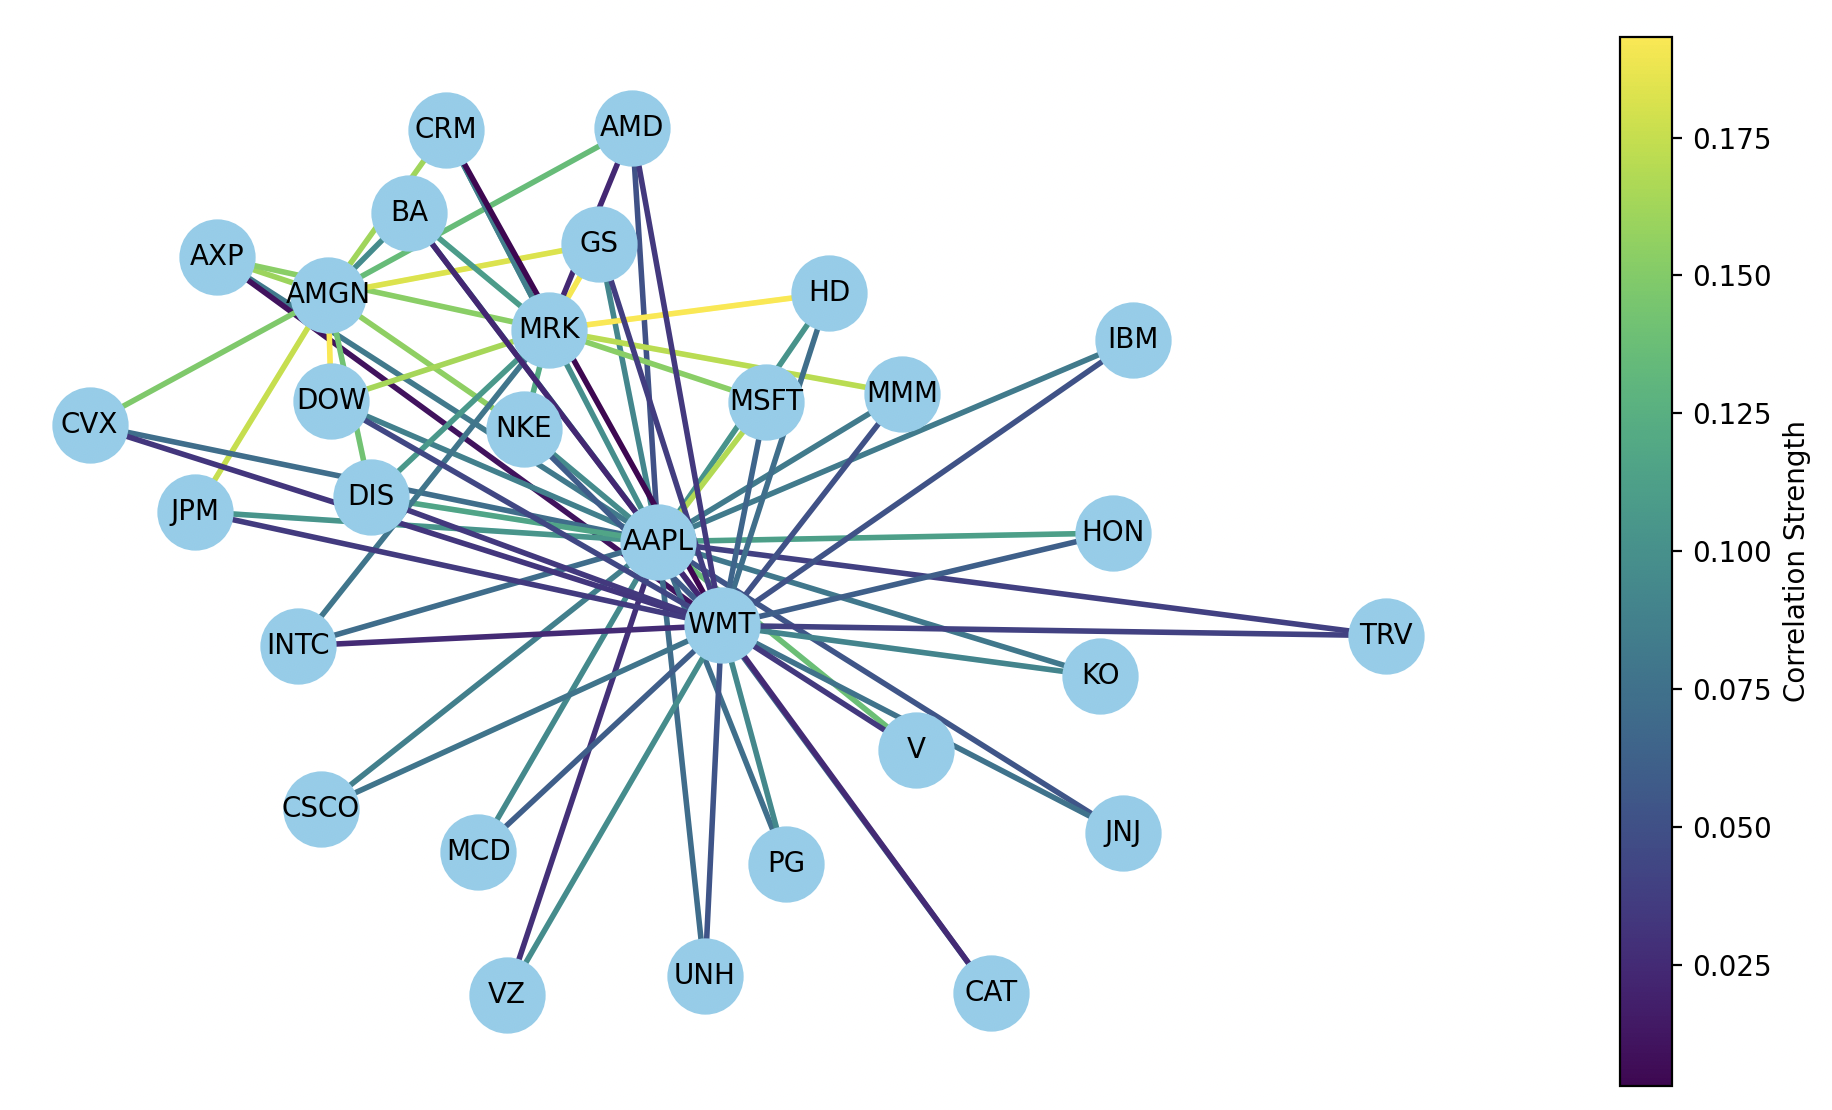 CRM
AMD
BA
GS
AXP
HD
AMGN
MRK
IBM
DOW
MSFT
MMM
CVX
NKE
DIS
JPM
AAPL
HON
WMT
TRV
INTC
KO
V
CSCO
JNJ
MCD
PG
UNH
VZ
CAT
0.175
0.150
0.125
0.100
0.075
0.050
0.025
Correlation Strength